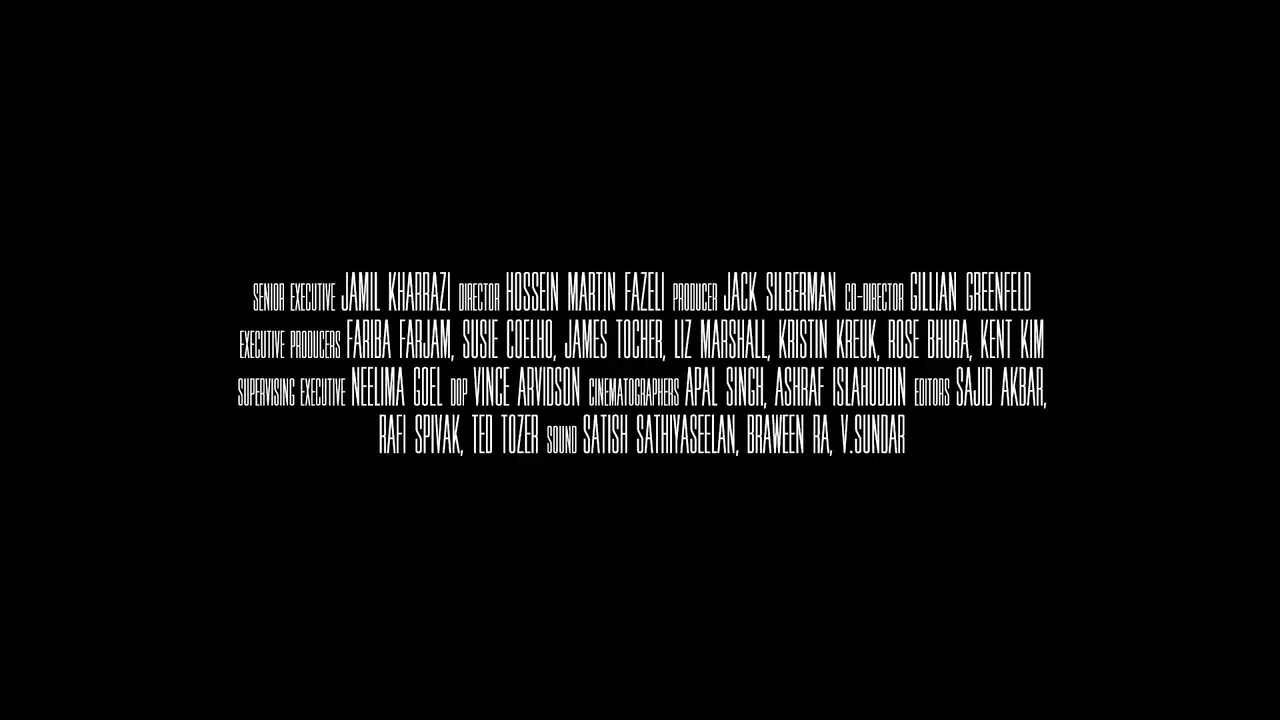 SENIOR EXECUTIVE JAMIL KHARRAZI DIRECTOR HOSSEIN MARTIN FAZELI PRODUCER JACK SILBERMAN CO-DIRECTOR GILLIAN GREENFELD
EXECUTIVE PRODUCERS FARIBA FARJAM, SUSIE COELHO, JAMES TOCHER, LIZ MARSHALL, KRISTIN KREUK, ROSE BHURA, KENT KIM
SUPERVISING EXECUTIVE NEELIMA GOEL DOP VINCE ARVIDSON CINEMATOGRAPHERS APAL SINGH, ASHRAF ISLAHUDDIN EDITORS SAJID AKBAR,
RAFI SPIVAK, TED TOZER SOUND SATISH SATHIYASEELAN, BRAWEEN RA, V.SUNDAR